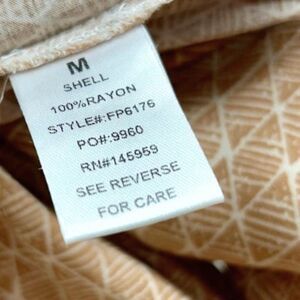 M
SHELL
100%RAYON
STYLE#:FP6176
PO#:9960
RN#145959
SEE REVERSE
FOR CARE